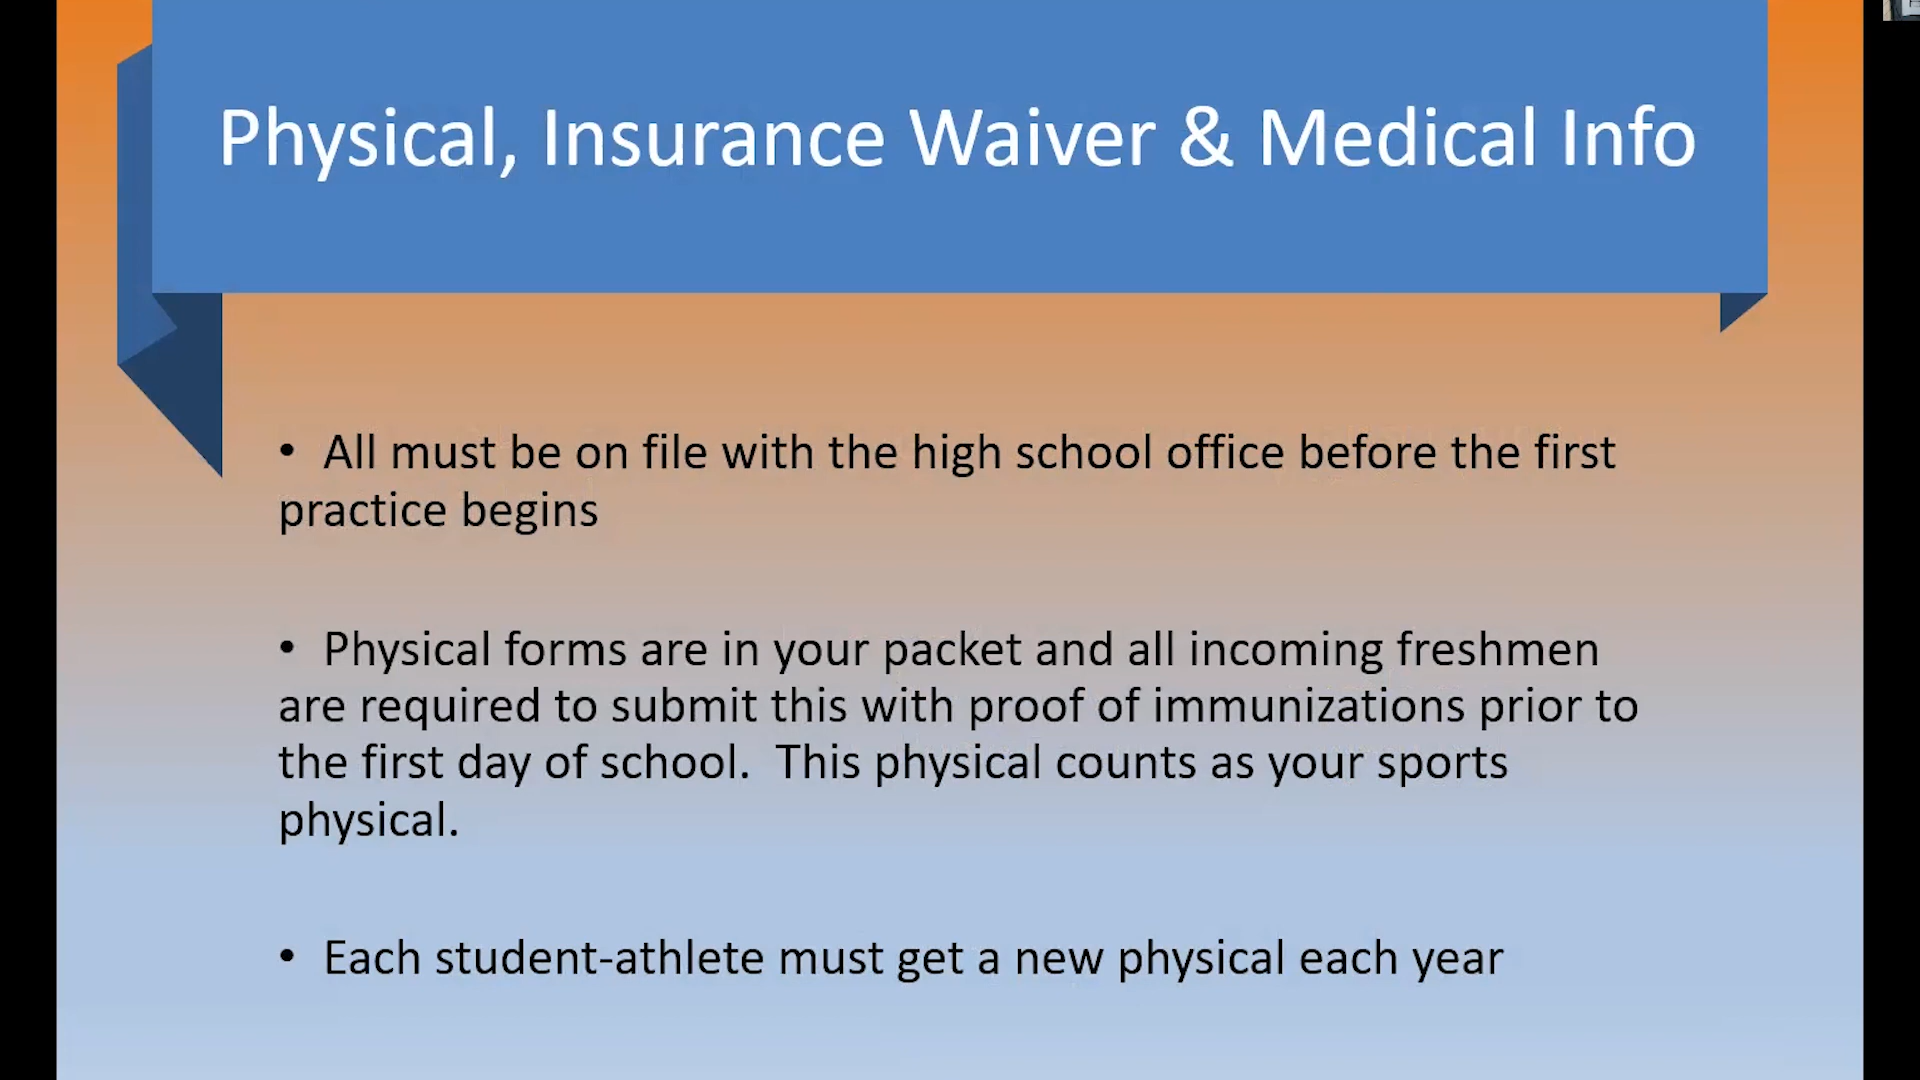 Physical, Insurance Waiver & Medical Info
• All must be on file with the high school office before the first
practice begins
• Physical forms are in your packet and all incoming freshmen
are required to submit this with proof of immunizations prior to
the first day of school.  This physical counts as your sports
physical.
• Each student-athlete must get a new physical each year